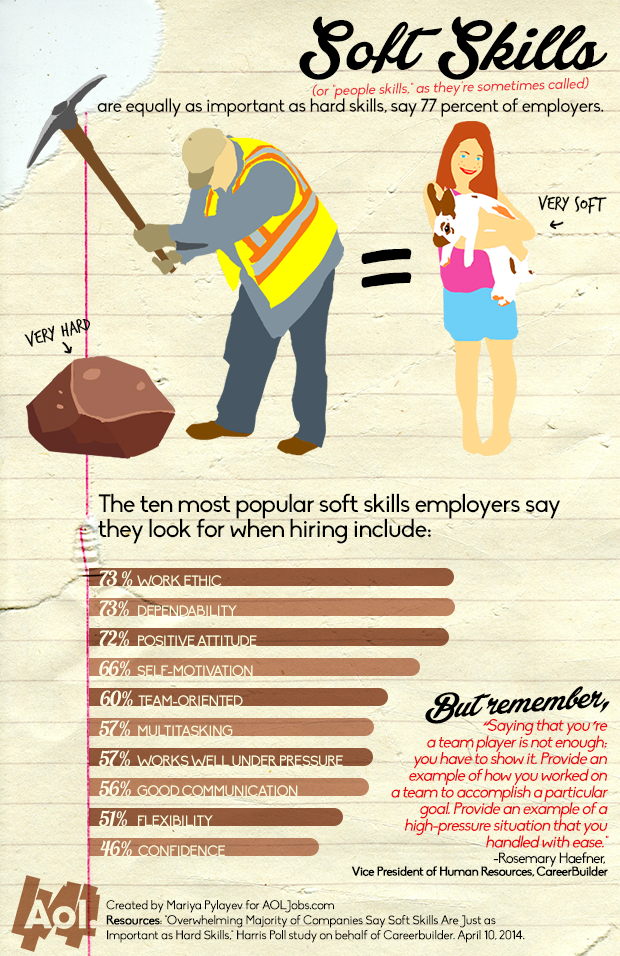 Soft Skills
(or "people skills," as they're sometimes called)
are equally as important as hard skills, say 77 percent of employers.
VERY SOFT
=
VERY HARD
The ten most popular soft skills employers say
they look for when hiring include:
73% WORK ETHIC
73% DEPENDABILITY
72% POSITIVE ATTITUDE
66% SELF-MOTIVATION
60% TEAM-ORIENTED
57% MULTITASKING
57% WORKS WELL UNDER PRESSURE
56% GOOD COMMUNICATION
51% FLEXIBILITY
46% CONFIDENCE
But remember,
"Saying that you're
a team player is not enough;
you have to show it. Provide an
example of how you worked on
a team to accomplish a particular
goal. Provide an example of a
high-pressure situation that you
handled with ease."
-Rosemary Haefner,
Vice President of Human Resources, CareerBuilder
Aol.
Created by Mariya Pylayev for AOLJobs.com
Resources: "Overwhelming Majority of Companies Say Soft Skills Are Just as
Important as Hard Skills," Harris Poll study on behalf of Careerbuilder. April 10, 2014.